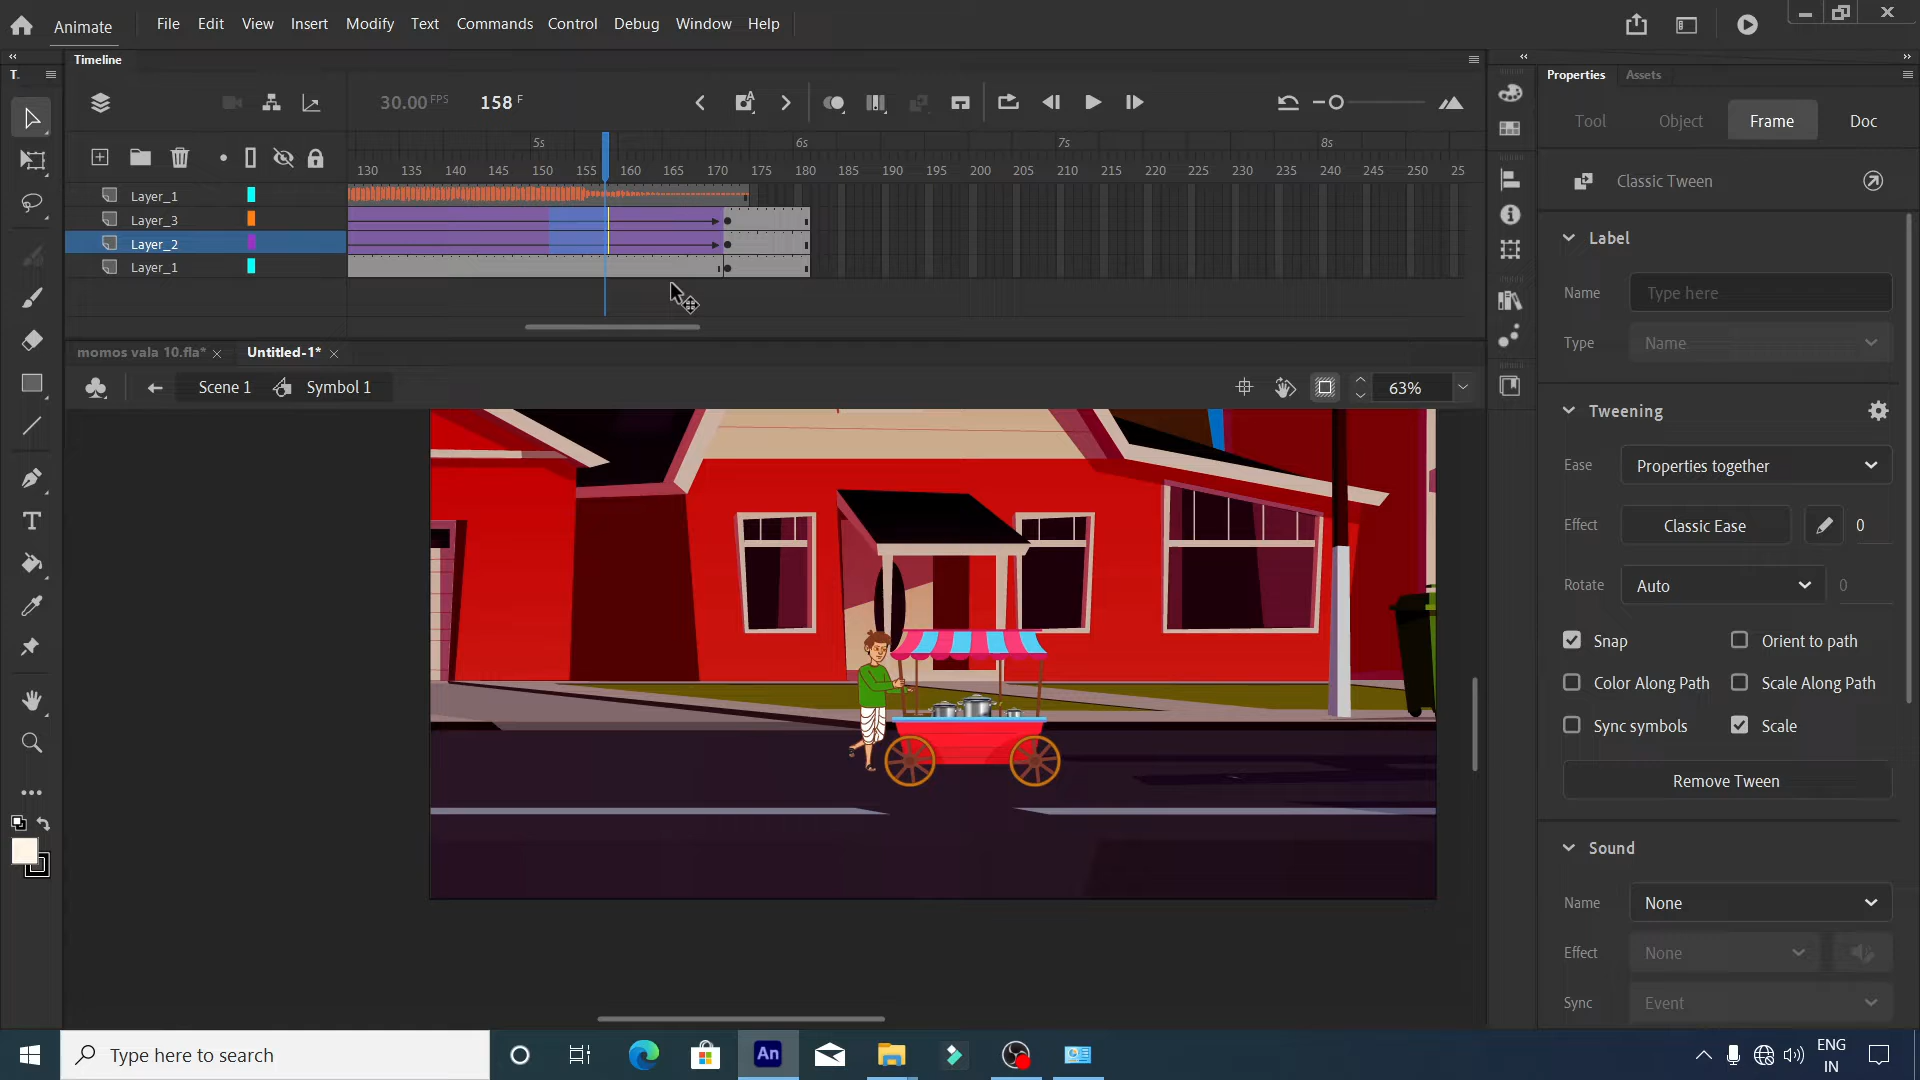 Animate File Edit View Insert Modify Text Commands Control Debug Window Help
Timeline
T.
30.00 FPS 158 F
5s 6s 7s 8s
130 135 140 145 150 155 160 165 170 175 180 185 190 195 200 205 210 215 220 225 230 235 240 245 250 25
Layer_1
Layer_3
Layer_2
Layer_1
momos vala 10.fla* Untitled-1*
Scene 1 Symbol 1 63%
Properties Assets
Tool Object Frame Doc
Classic Tween
Label
Name Type here
Type Name
Tweening
Ease Properties together
Effect Classic Ease 0
Rotate Auto 0
Snap Orient to path
Color Along Path Scale Along Path
Sync symbols Scale
Remove Tween
Sound
Name None
Effect None
Sync Event
Type here to search
An
ENG
IN